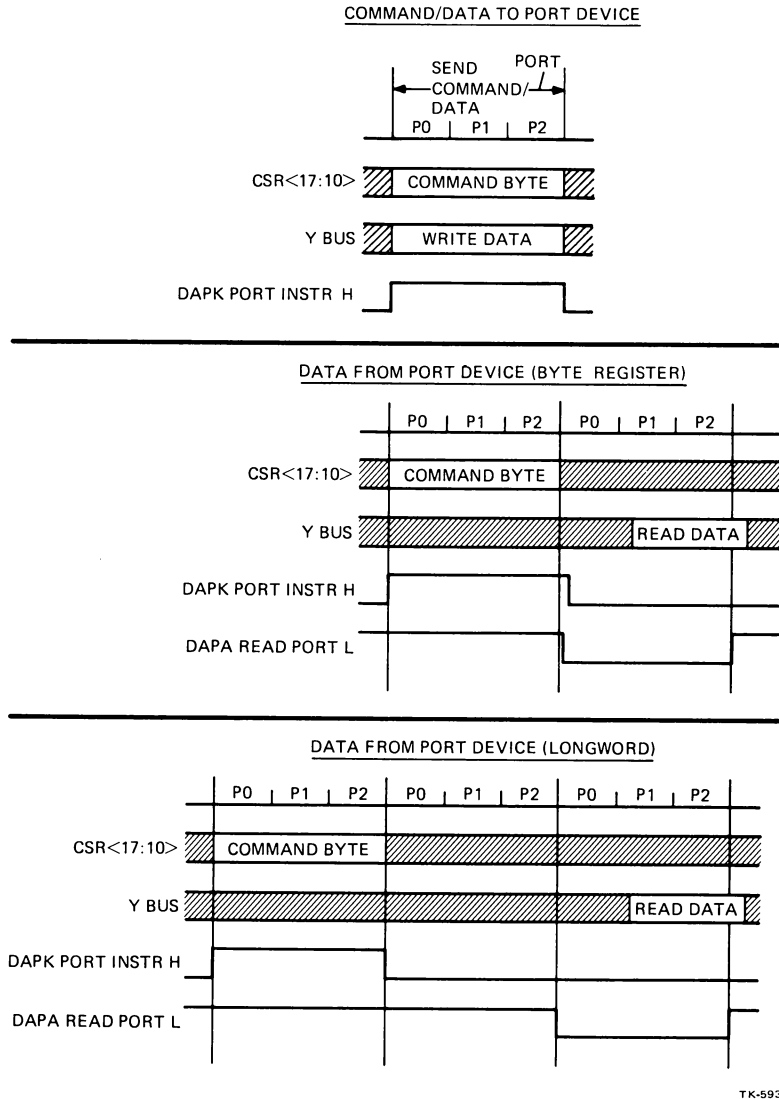 COMMAND/DATA TO PORT DEVICE
SEND PORT
COMMAND/
DATA
P0 P1 P2
CSR<17:10> COMMAND BYTE
Y BUS WRITE DATA
DAPK PORT INSTR H
DATA FROM PORT DEVICE (BYTE REGISTER)
P0 P1 P2 P0 P1 P2
CSR<17:10> COMMAND BYTE
Y BUS READ DATA
DAPK PORT INSTR H
DAPA READ PORT L
DATA FROM PORT DEVICE (LONGWORD)
P0 P1 P2 P0 P1 P2 P0 P1 P2
CSR<17:10> COMMAND BYTE
Y BUS READ DATA
DAPK PORT INSTR H
DAPA READ PORT L
TK-593